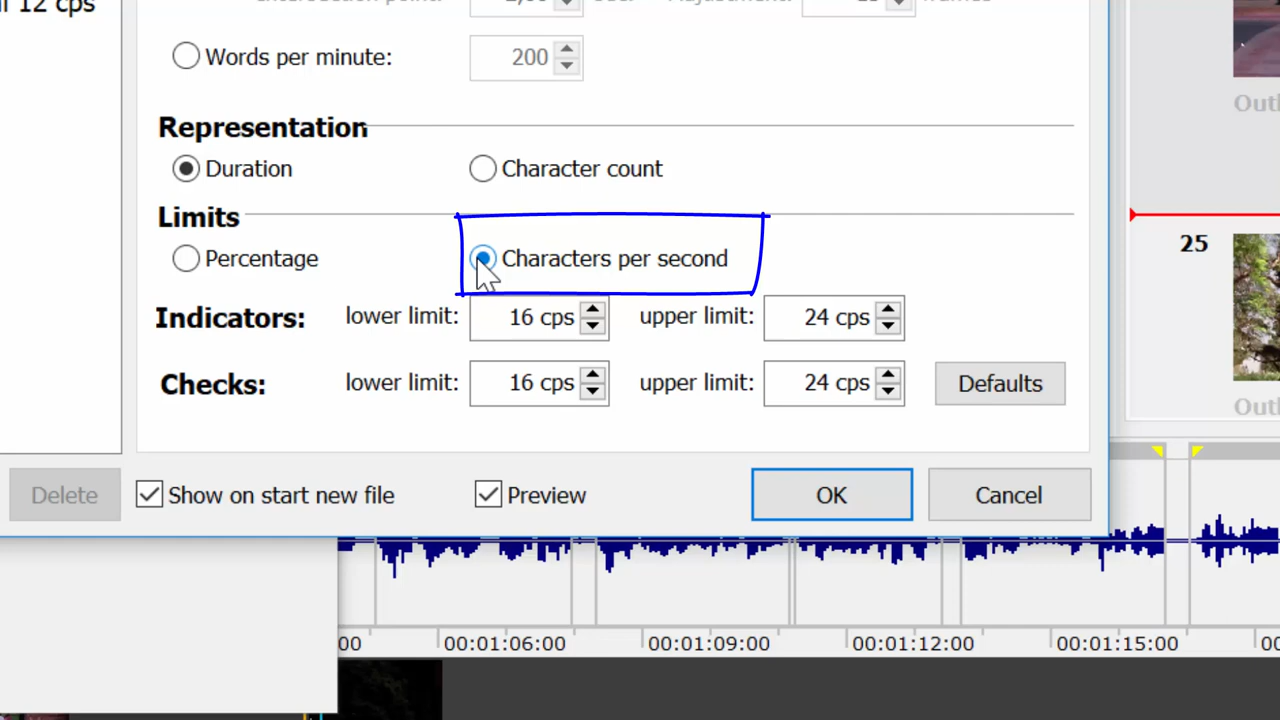 12 cps
Words per minute: 200
Representation
Duration Character count
Limits
Percentage Characters per second
Indicators: lower limit: 16 cps upper limit: 24 cps
Checks: lower limit: 16 cps upper limit: 24 cps Defaults
Delete Show on start new file Preview OK Cancel
25
00:01:06:00 00:01:09:00 00:01:12:00 00:01:15:00